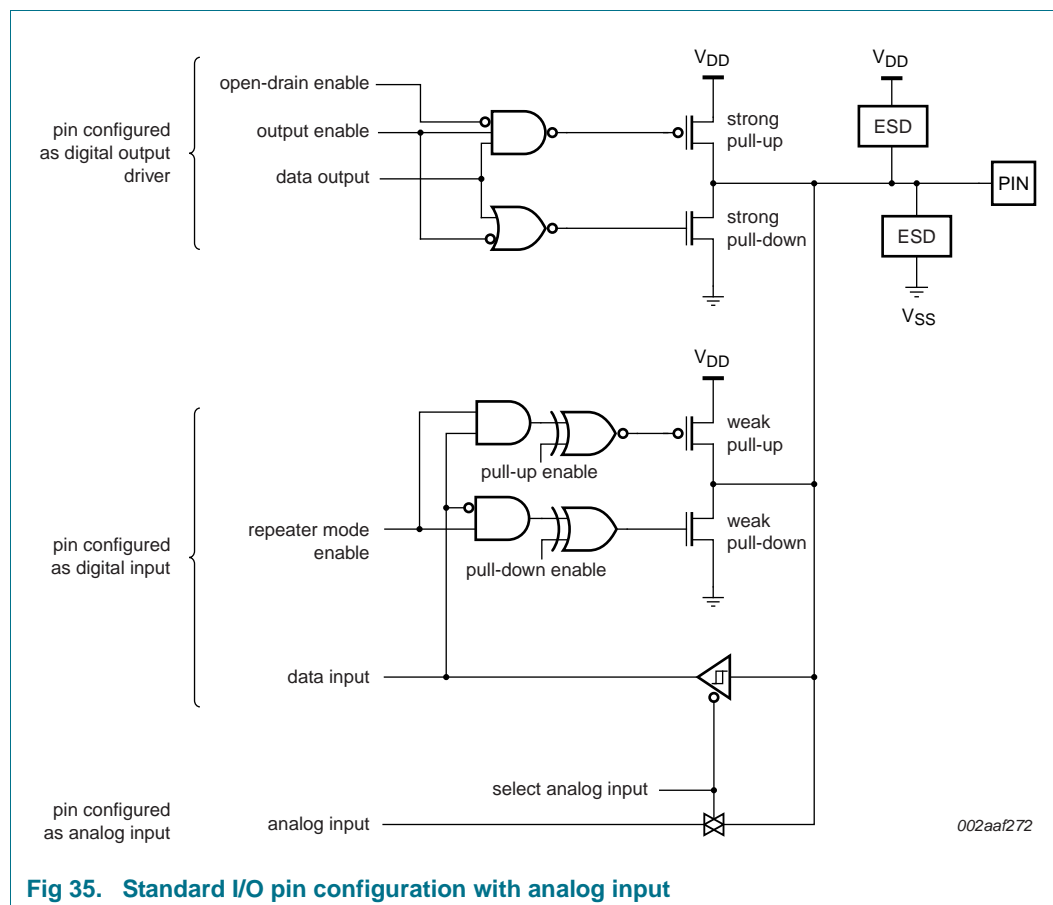 VDD
VDD
open-drain enable
strong
pull-up
ESD
pin configured
as digital output
driver
output enable
data output
PIN
strong
pull-down
ESD
VSS
VDD
weak
pull-up
pull-up enable
pin configured
as digital input
repeater mode
enable
weak
pull-down
pull-down enable
data input
select analog input
pin configured
as analog input
analog input
002aaf272
Fig 35. Standard I/O pin configuration with analog input